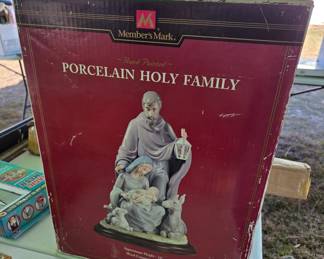 M
Member's Mark.
~ Hand Painted ~
PORCELAIN HOLY FAMILY